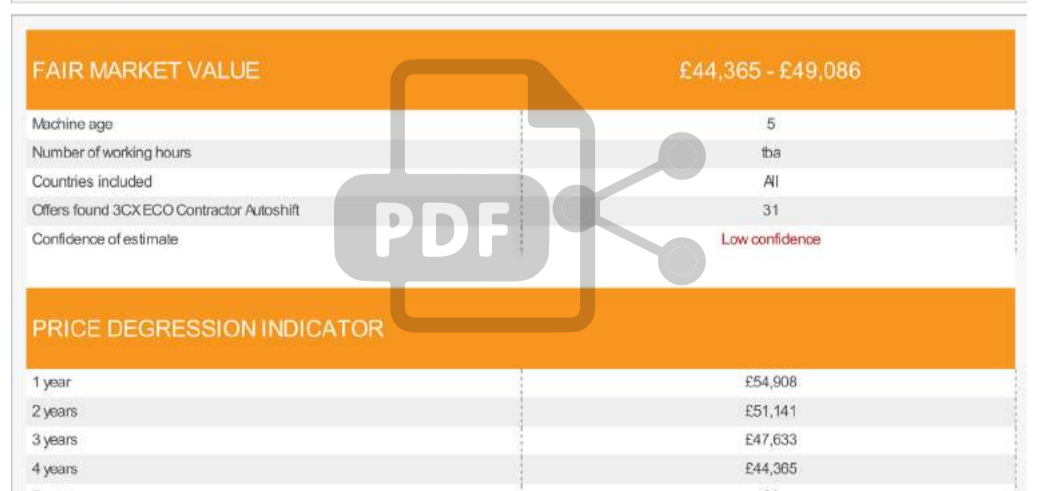 FAIR MARKET VALUE £44,365 - £49,086
Machine age 5
Number of working hours tba
Countries included All
Offers found 3CX ECO Contractor Autoshift 31
Confidence of estimate Low confidence
PDF
PRICE DEGRESSION INDICATOR
1 year £54,908
2 years £51,141
3 years £47,633
4 years £44,365